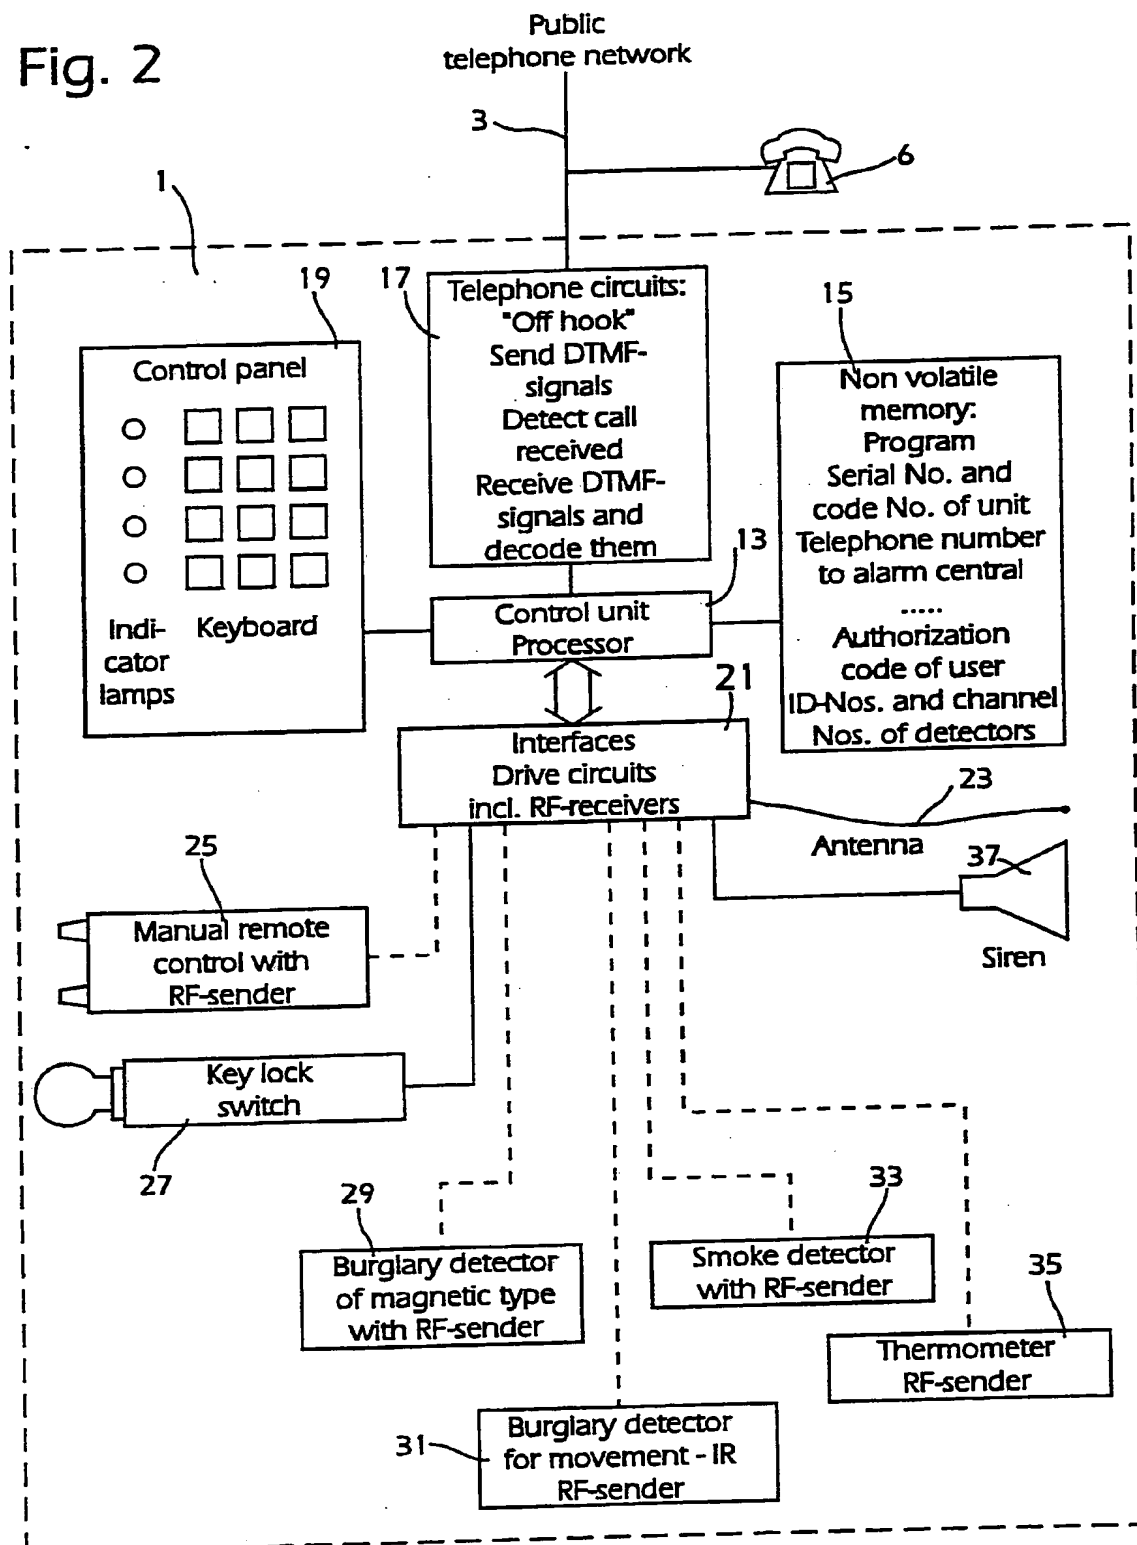 Fig. 2
Public
telephone network
3
6
1
19
17
15
Telephone circuits:
"Off hook"
Send DTMF-
signals
Detect call
received
Receive DTMF-
signals and
decode them
Control panel
Indi-
cator
lamps
Keyboard
Non volatile
memory:
Program
Serial No. and
code No. of unit
Telephone number
to alarm central
.....
Authorization
code of user
ID-Nos. and channel
Nos. of detectors
13
Control unit
Processor
21
Interfaces
Drive circuits
incl. RF-receivers
23
Antenna
37
Siren
25
Manual remote
control with
RF-sender
Key lock
switch
27
29
Burglary detector
of magnetic type
with RF-sender
33
Smoke detector
with RF-sender
35
Thermometer
RF-sender
31
Burglary detector
for movement - IR
RF-sender